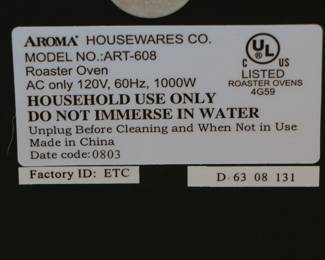 AROMA® HOUSEWARES CO.
MODEL NO.:ART-608
Roaster Oven
AC only 120V, 60Hz, 1000W
HOUSEHOLD USE ONLY
DO NOT IMMERSE IN WATER
Unplug Before Cleaning and When Not in Use
Made in China
Date code:0803
UL
®
C US
LISTED
ROASTER OVENS
4G59
Factory ID: ETC
D-63 08 131